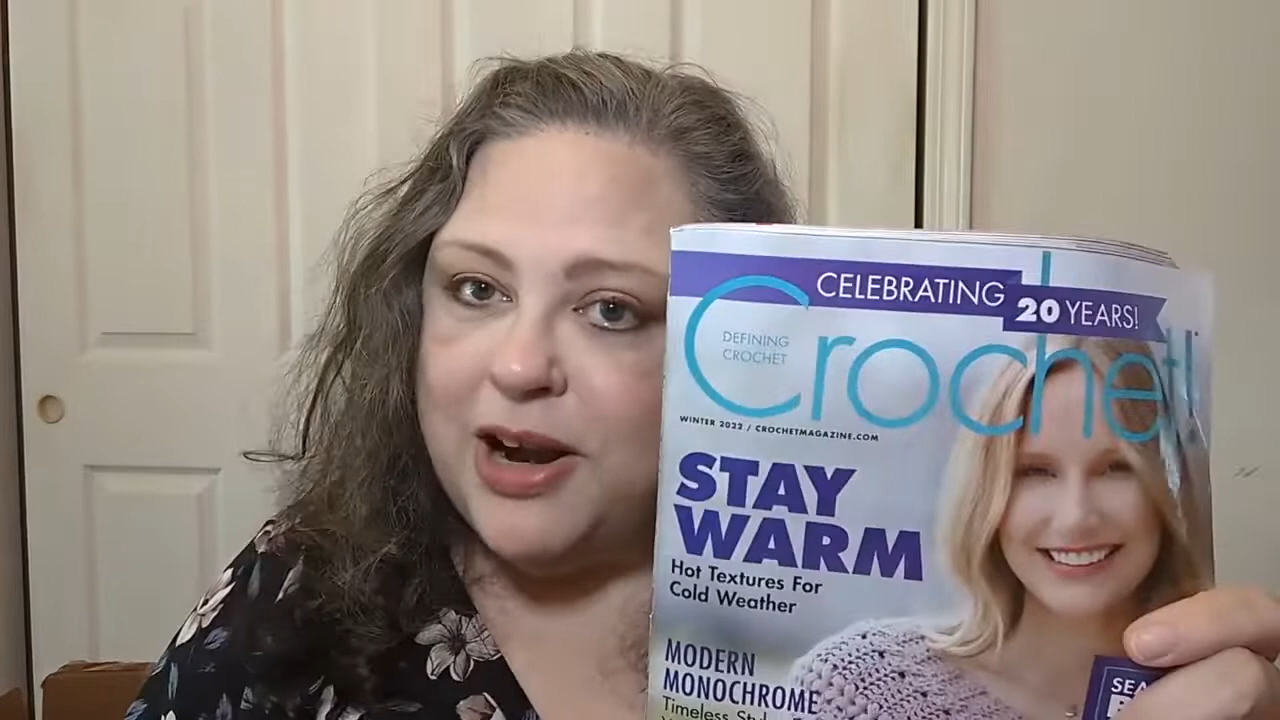 CELEBRATING
20 YEARS!
DEFINING
CROCHET
Crochet!
WINTER 2022 / CROCHETMAGAZINE.COM
STAY
WARM
Hot Textures For
Cold Weather
MODERN
MONOCHROME
Timeless